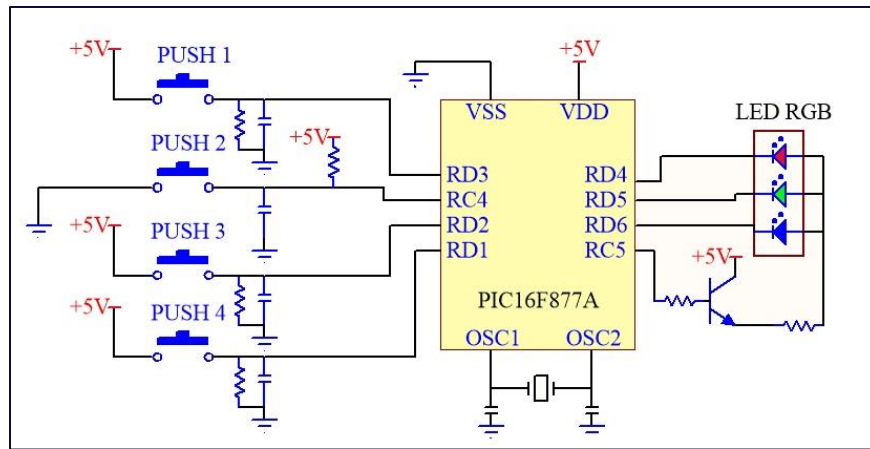 +5V
PUSH 1
PUSH 2
+5V
PUSH 3
+5V
PUSH 4
+5V
VSS
VDD
+5V
RD3
RC4
RD2
RD1
RD4
RD5
RD6
RC5
PIC16F877A
OSC1
OSC2
LED RGB
+5V